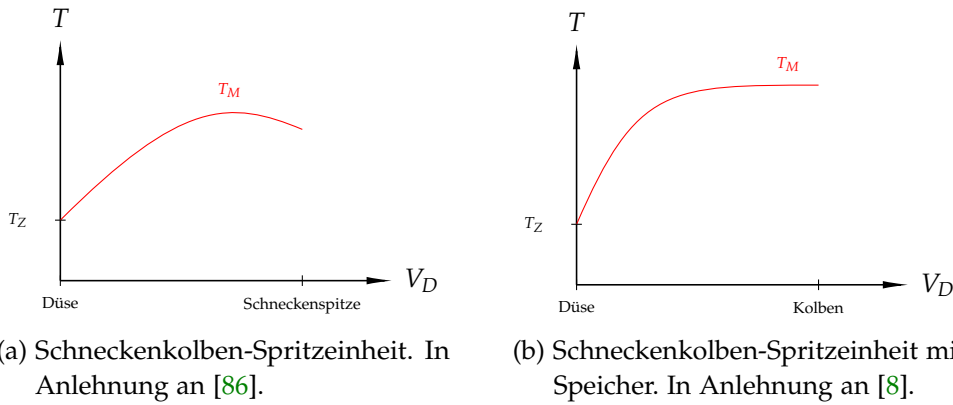 T
T_M
T_Z
V_D
Düse
Schneckenspitze
(a) Schneckenkolben-Spritzeinheit. In
Anlehnung an [86].
T
T_M
T_Z
V_D
Düse
Kolben
(b) Schneckenkolben-Spritzeinheit mi
Speicher. In Anlehnung an [8].